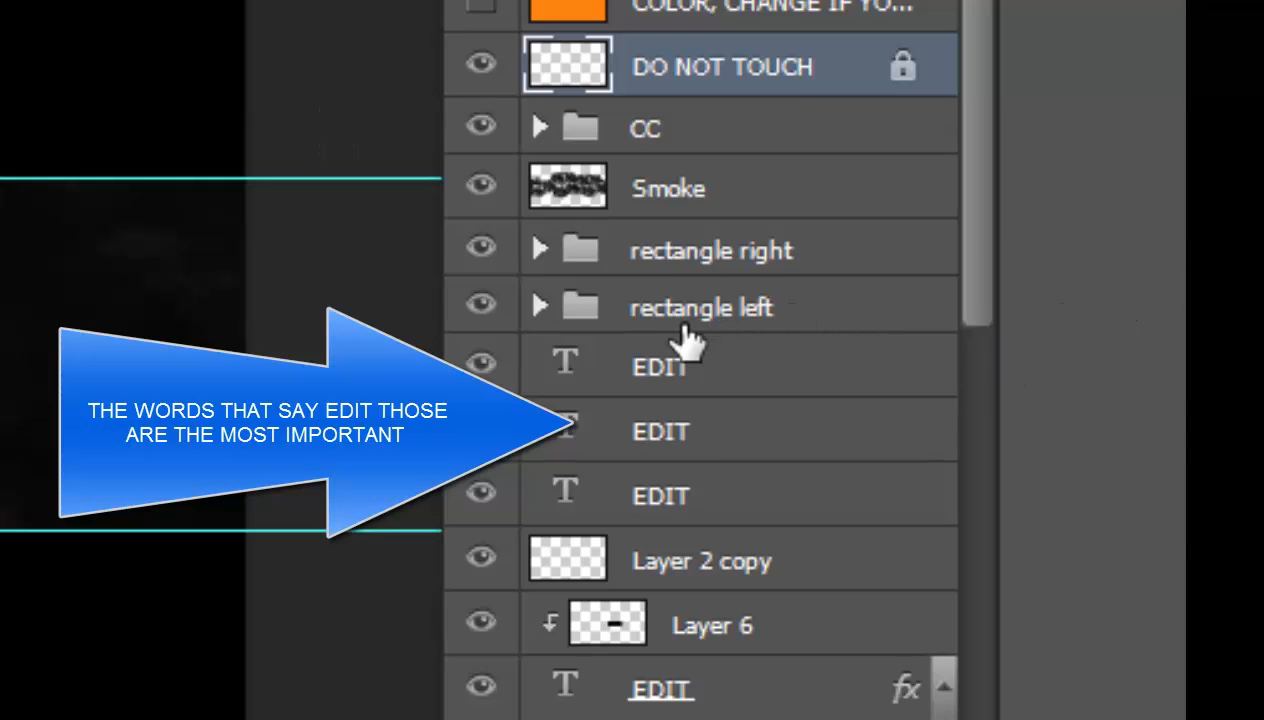 COLOR, CHANGE IF YO...
DO NOT TOUCH
CC
Smoke
rectangle right
rectangle left
T EDIT
THE WORDS THAT SAY EDIT THOSE
ARE THE MOST IMPORTANT
T EDIT
T EDIT
Layer 2 copy
Layer 6
T EDIT fx